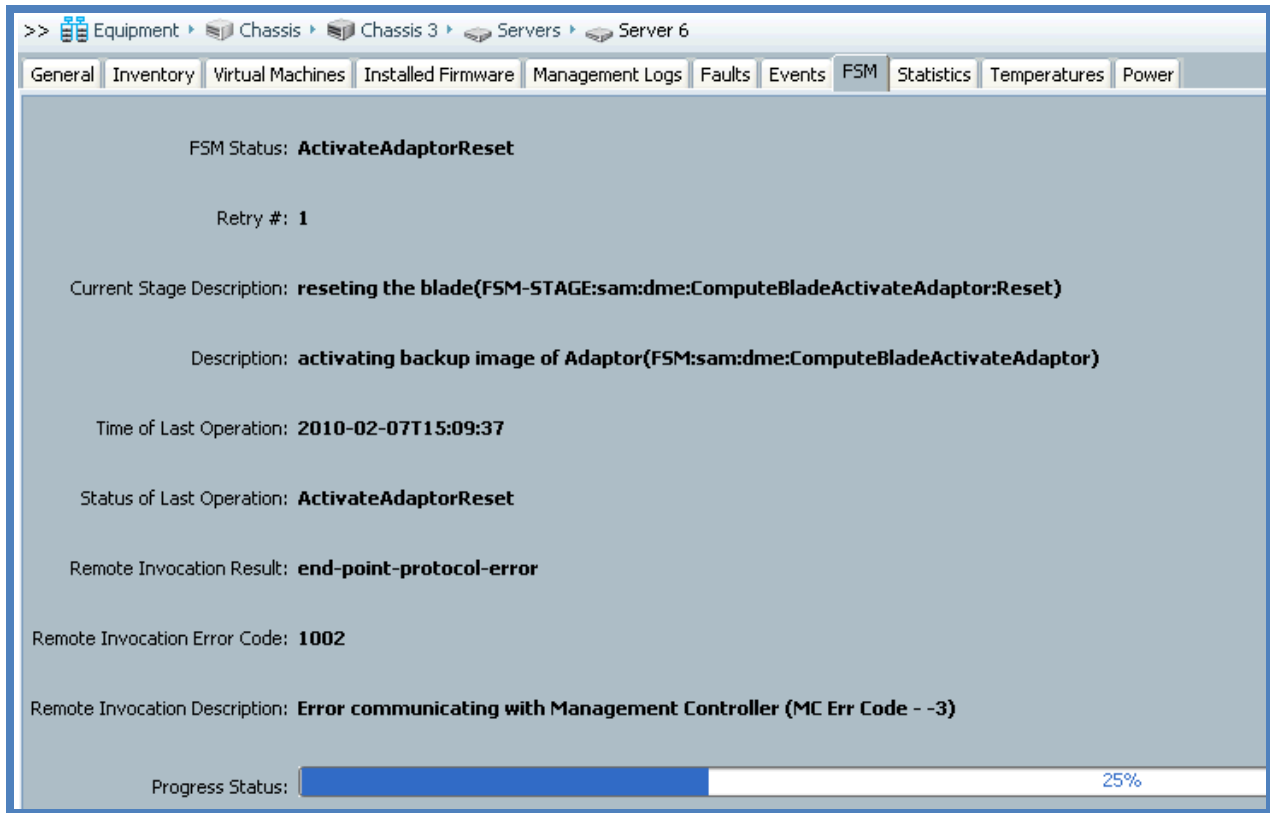 >> Equipment Chassis Chassis 3 Servers Server 6
General Inventory Virtual Machines Installed Firmware Management Logs Faults Events FSM Statistics Temperatures Power
FSM Status: ActivateAdaptorReset
Retry #: 1
Current Stage Description: reseting the blade(FSM-STAGE:sam:dme:ComputeBladeActivateAdaptor:Reset)
Description: activating backup image of Adaptor(FSM:sam:dme:ComputeBladeActivateAdaptor)
Time of Last Operation: 2010-02-07T15:09:37
Status of Last Operation: ActivateAdaptorReset
Remote Invocation Result: end-point-protocol-error
Remote Invocation Error Code: 1002
Remote Invocation Description: Error communicating with Management Controller (MC Err Code - -3)
Progress Status: 25%